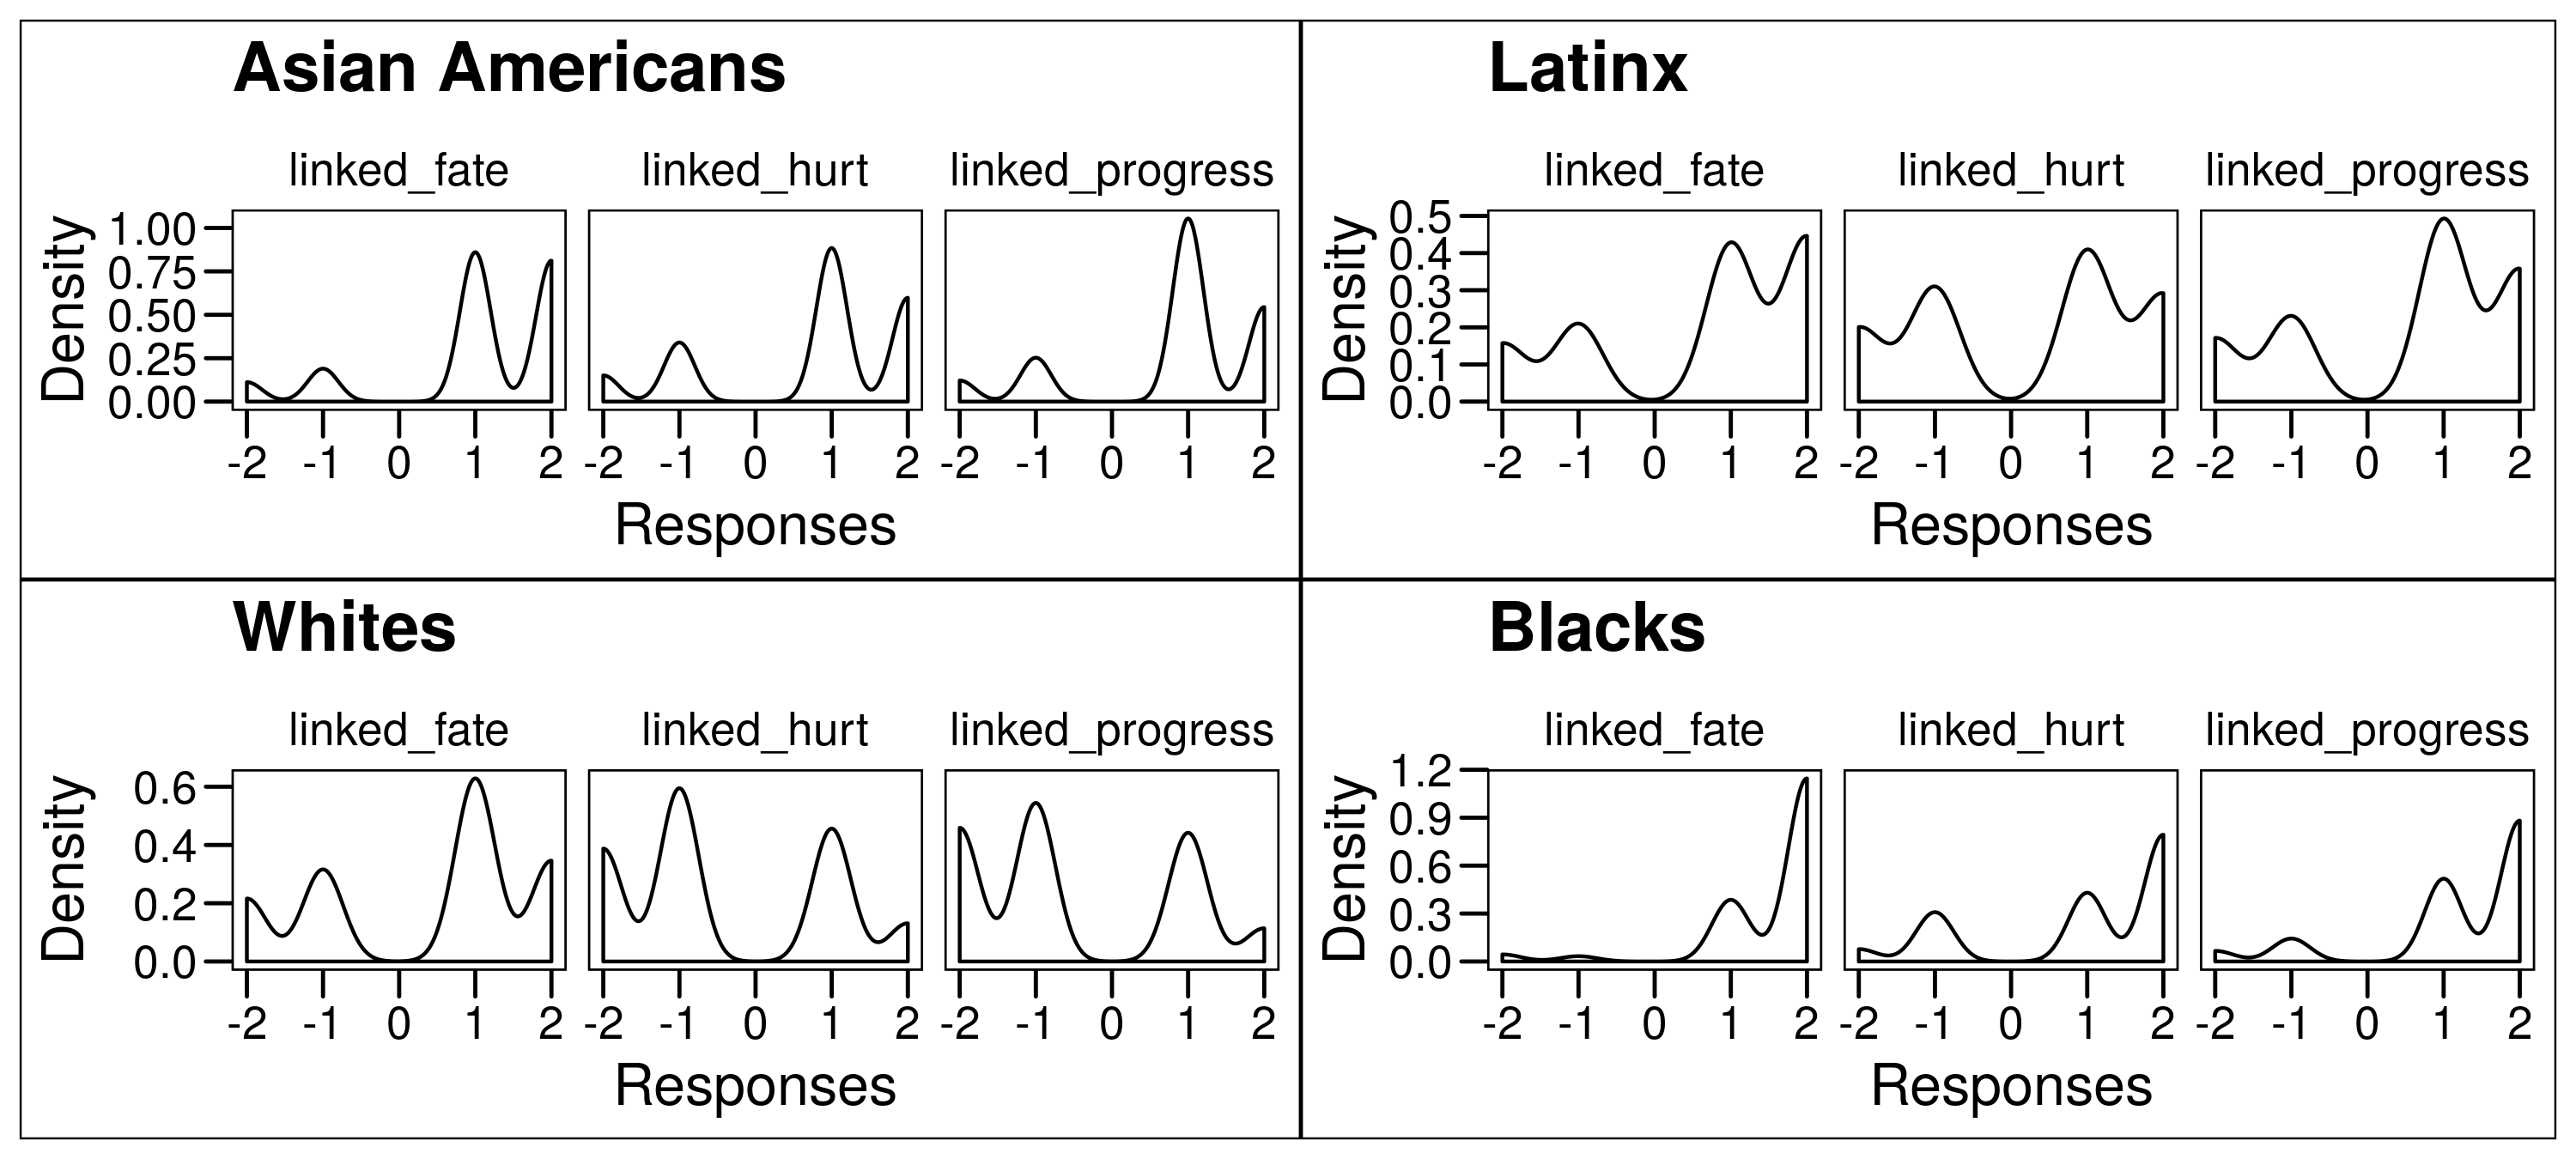 Asian Americans
linked_fate linked_hurt linked_progress
Density
1.00
0.75
0.50
0.25
0.00
-2 -1 0 1 2 -2 -1 0 1 2 -2 -1 0 1 2
Responses
Latinx
linked_fate linked_hurt linked_progress
Density
0.5
0.4
0.3
0.2
0.1
0.0
-2 -1 0 1 2 -2 -1 0 1 2 -2 -1 0 1 2
Responses
Whites
linked_fate linked_hurt linked_progress
Density
0.6
0.4
0.2
0.0
-2 -1 0 1 2 -2 -1 0 1 2 -2 -1 0 1 2
Responses
Blacks
linked_fate linked_hurt linked_progress
Density
1.2
0.9
0.6
0.3
0.0
-2 -1 0 1 2 -2 -1 0 1 2 -2 -1 0 1 2
Responses